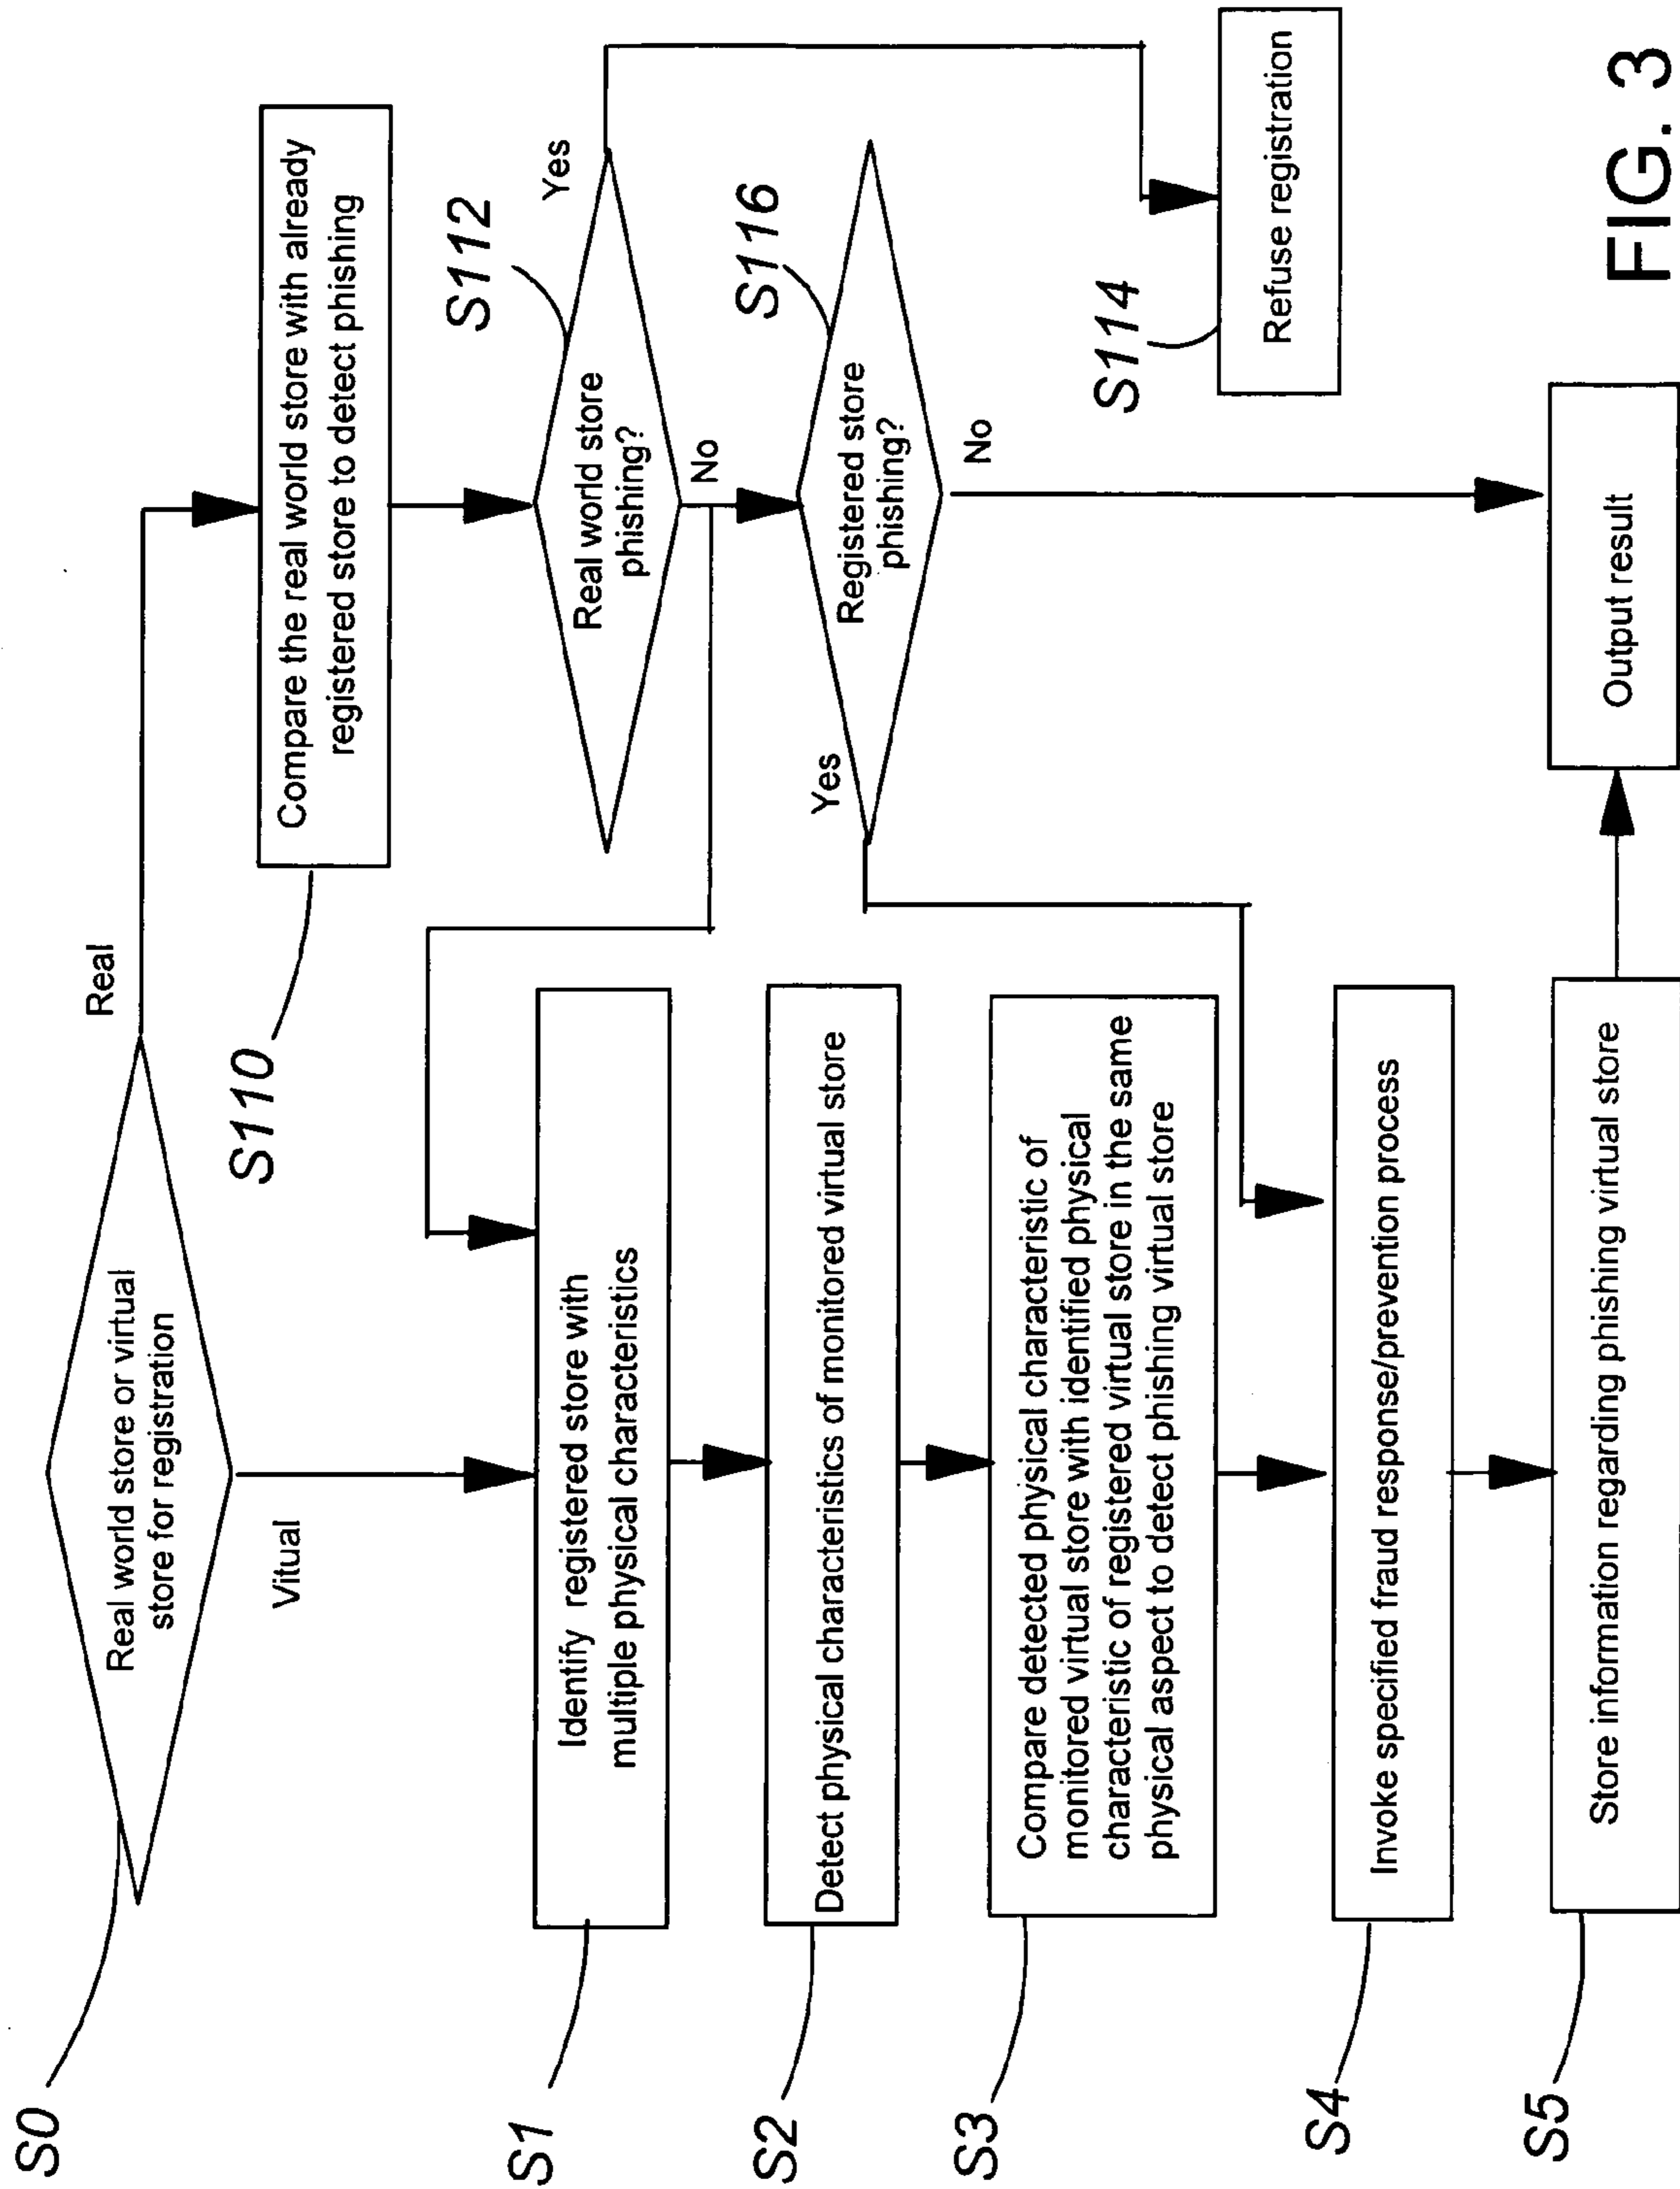 S0
Real world store or virtual
store for registration
Real
Vitual
S110
Compare the real world store with already
registered store to detect phishing
S112
Real world store
phishing?
Yes
No
S116
Registered store
phishing?
Yes
No
S114
Refuse registration
S1
Identify registered store with
multiple physical characteristics
S2
Detect physical characteristics of monitored virtual store
S3
Compare detected physical characteristic of
monitored virtual store with identified physical
characteristic of registered virtual store in the same
physical aspect to detect phishing virtual store
S4
Invoke specified fraud response/prevention process
S5
Store information regarding phishing virtual store
Output result
FIG. 3